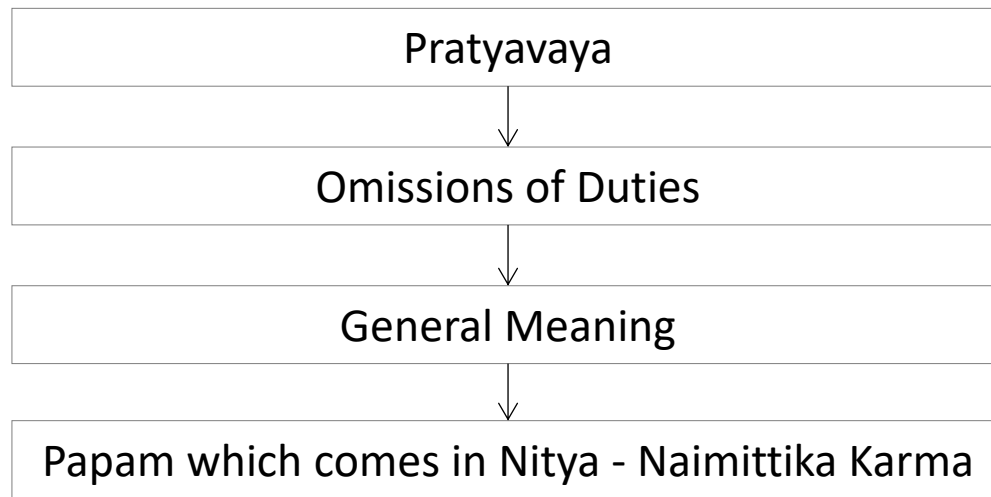 Pratyavaya
Omissions of Duties
General Meaning
Papam which comes in Nitya - Naimittika Karma